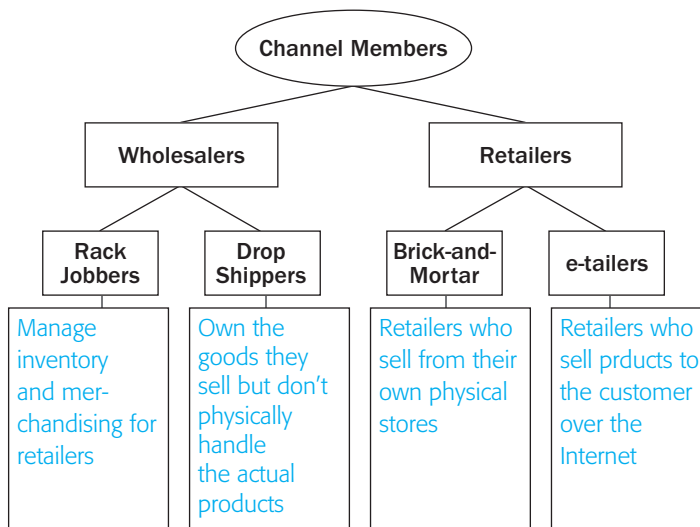 Channel Members
Wholesalers
Retailers
Rack
Jobbers
Drop
Shippers
Brick-and-
Mortar
e-tailers
Manage
inventory
and mer-
chandising for
retailers
Own the
goods they
sell but don't
physically
handle
the actual
products
Retailers who
sell from their
own physical
stores
Retailers who
sell prducts to
the customer
over the
Internet